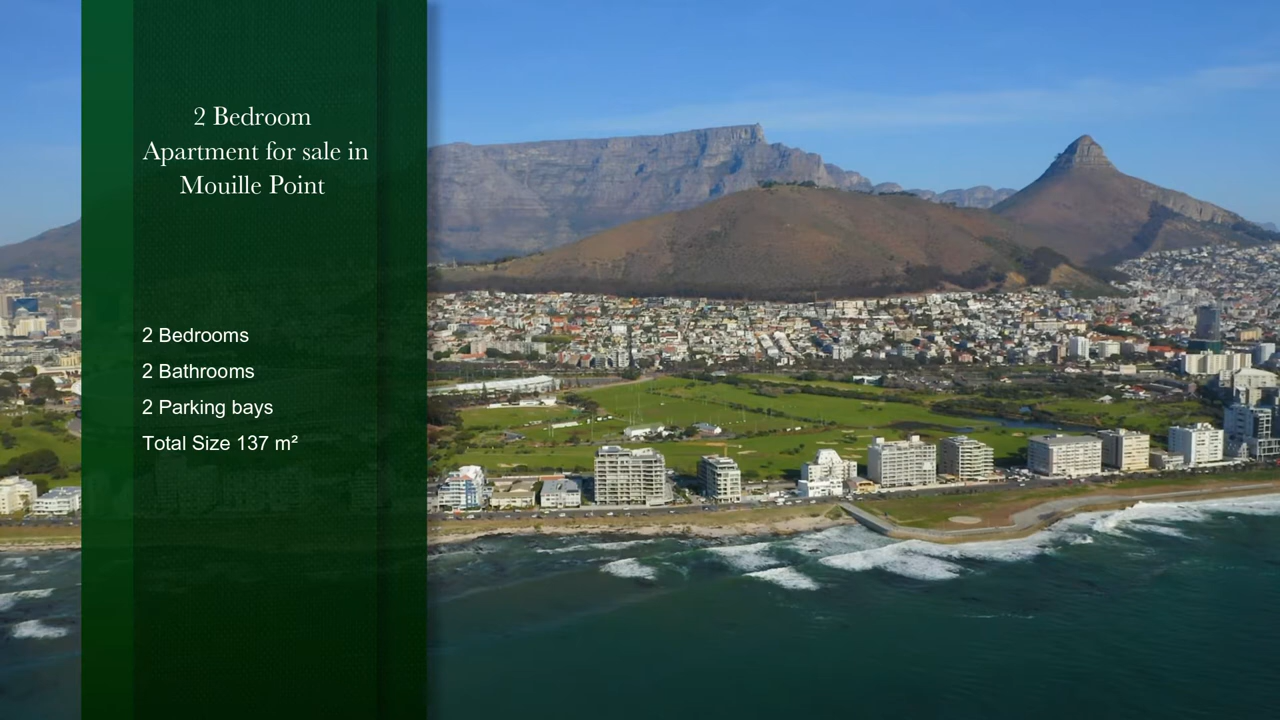 2 Bedroom
Apartment for sale in
Mouille Point
2 Bedrooms
2 Bathrooms
2 Parking bays
Total Size 137 m²